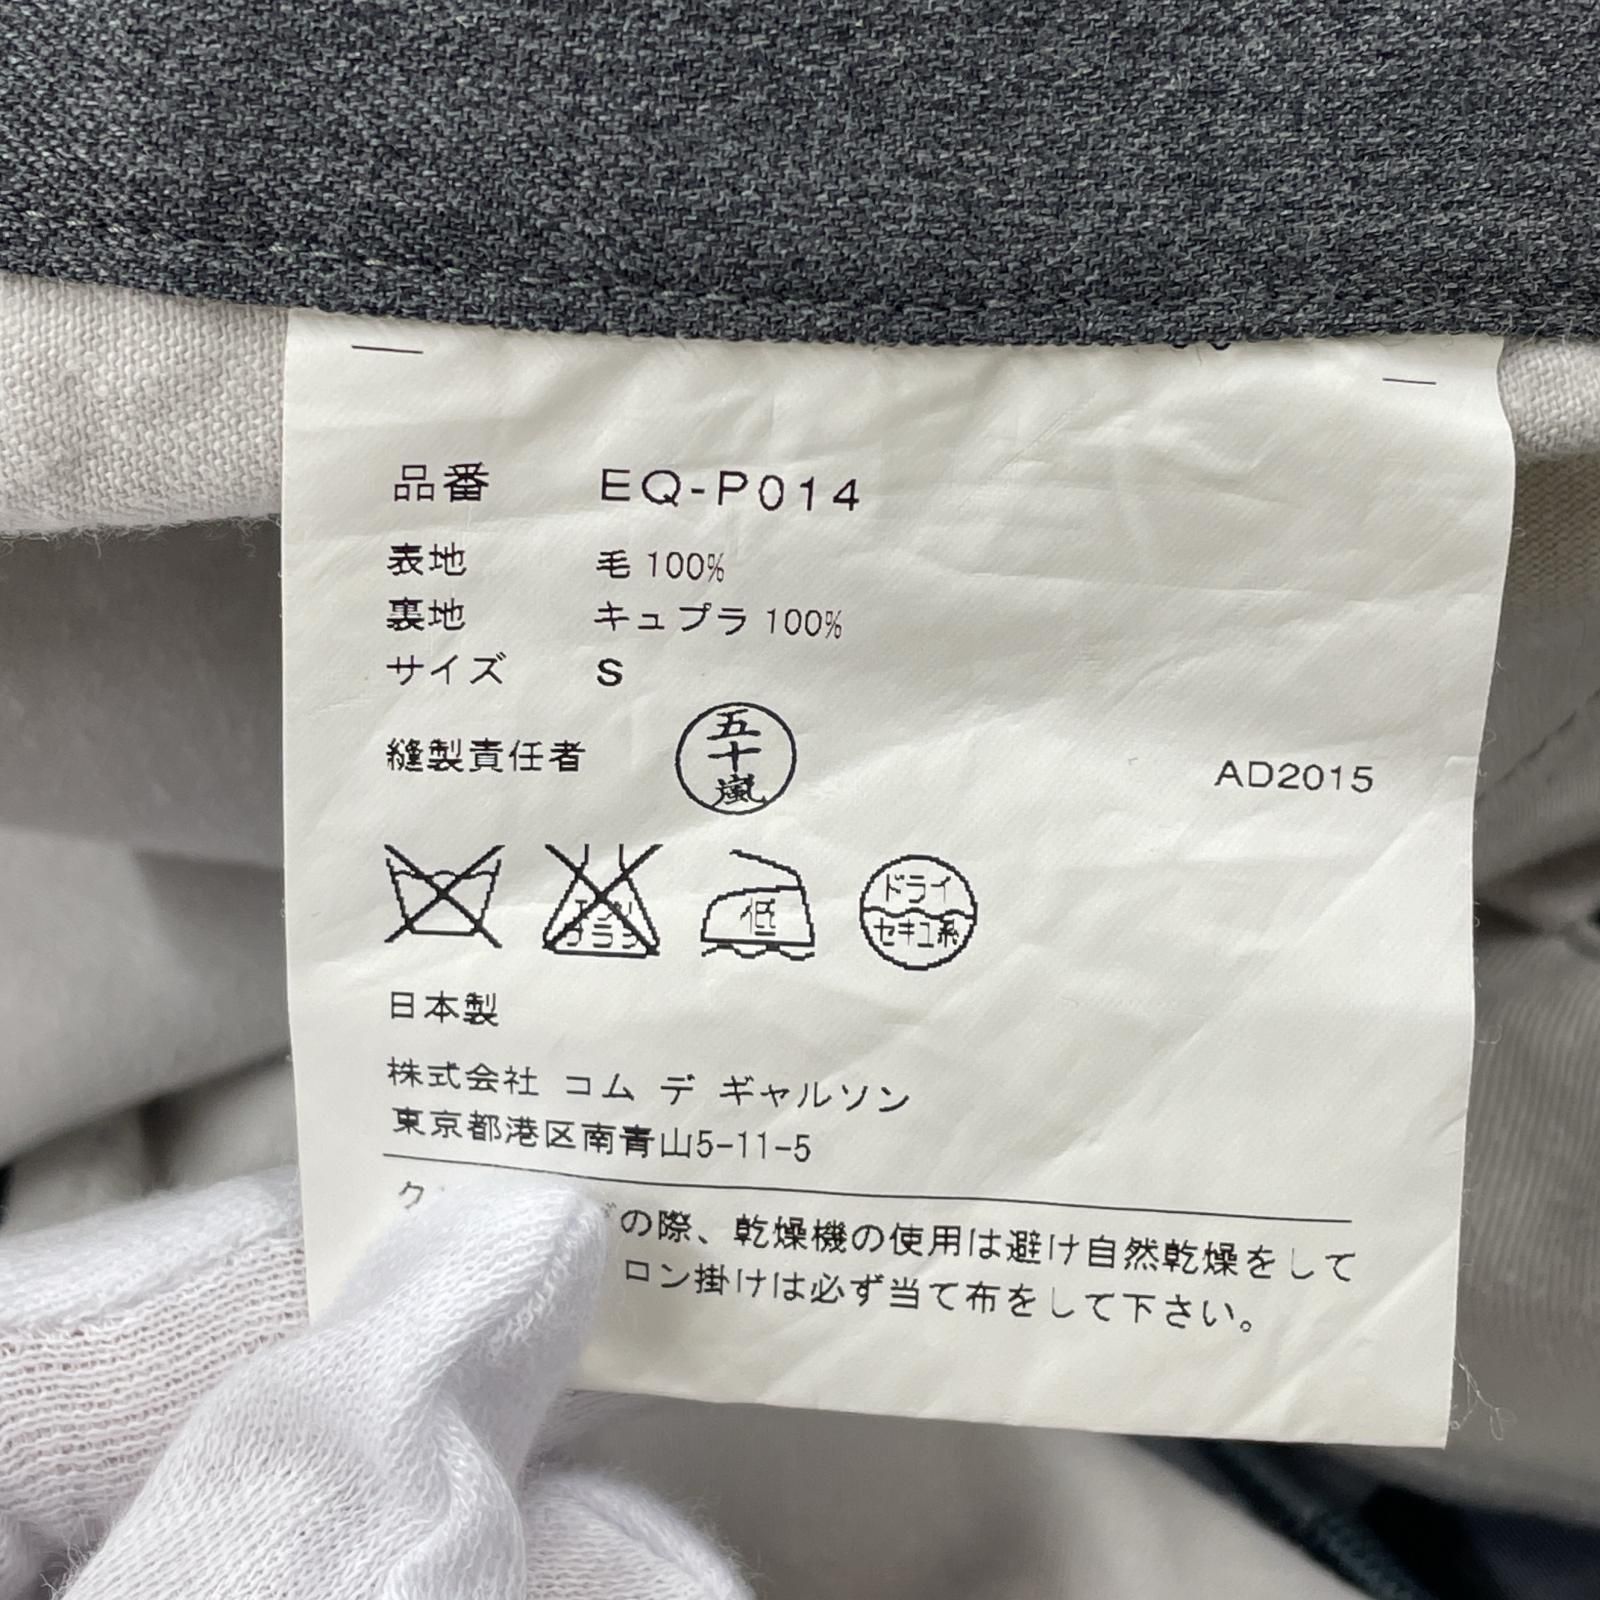 品番 EQ-P014
表地 毛 100%
裏地 キュプラ 100%
サイズ S
縫製責任者 五十嵐
AD2015
低
ドライ
セキユ系
日本製
株式会社 コム デ ギャルソン
東京都港区南青山5-11-5
の際、乾燥機の使用は避け自然乾燥をして
ロン掛けは必ず当て布をして下さい。